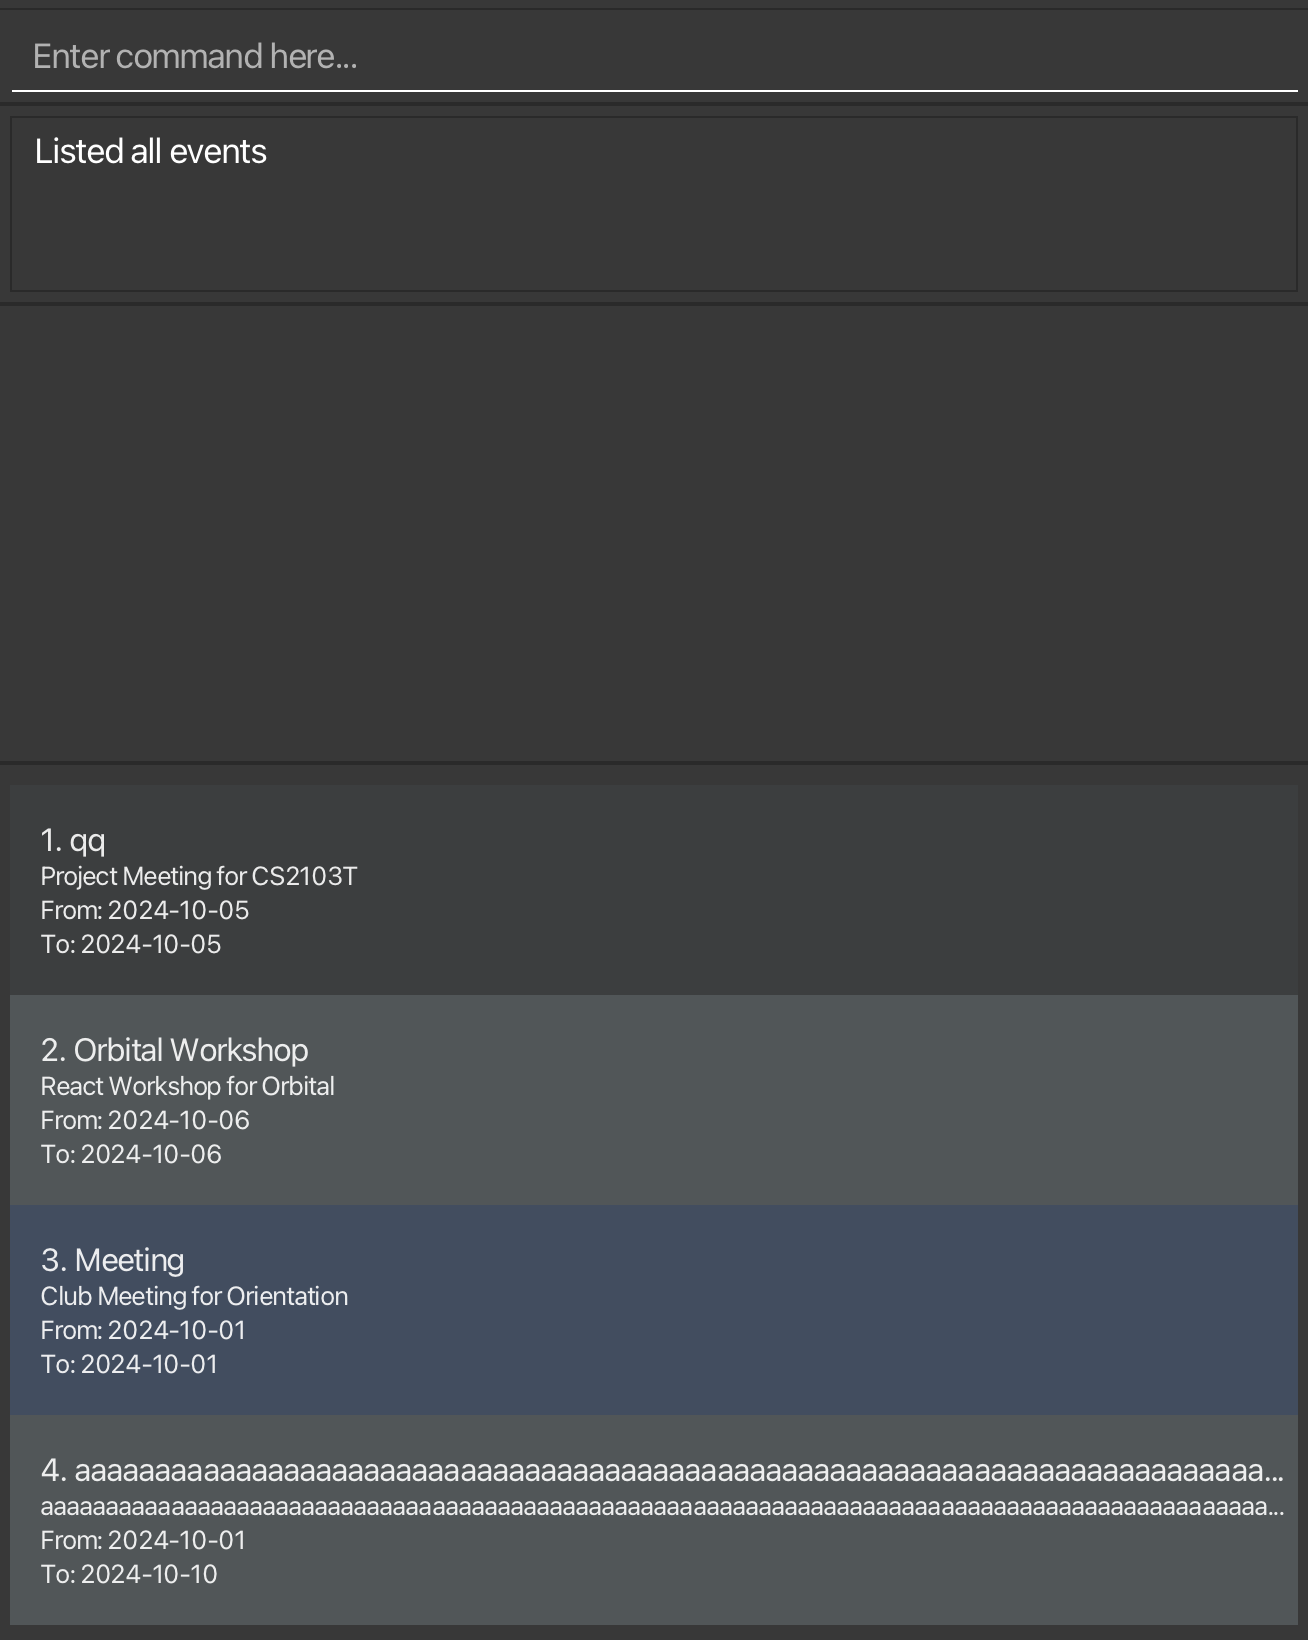 Enter command here...
Listed all events
1. qq
Project Meeting for CS2103T
From: 2024-10-05
To: 2024-10-05
2. Orbital Workshop
React Workshop for Orbital
From: 2024-10-06
To: 2024-10-06
3. Meeting
Club Meeting for Orientation
From: 2024-10-01
To: 2024-10-01
4. aaaaaaaaaaaaaaaaaaaaaaaaaaaaaaaaaaaaaaaaaaaaaaaaaaaaaaaaaaaaaaaaaaaaaaaaaa...
aaaaaaaaaaaaaaaaaaaaaaaaaaaaaaaaaaaaaaaaaaaaaaaaaaaaaaaaaaaaaaaaaaaaaaaaaaaaaaaaaaaaaaaaaaaaaa...
From: 2024-10-01
To: 2024-10-10